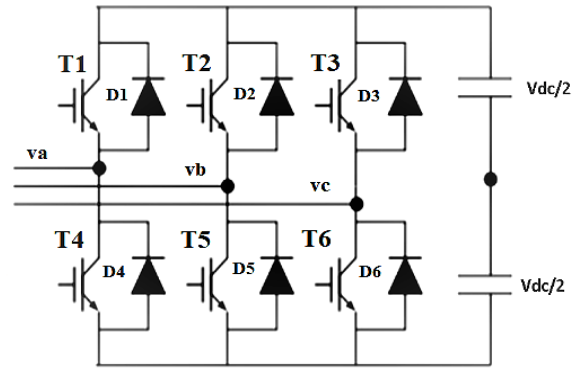 T1 T2 T3
D1 D2 D3
Vdc/2
va
vb
vc
T4 T5 T6
D4 D5 D6
Vdc/2